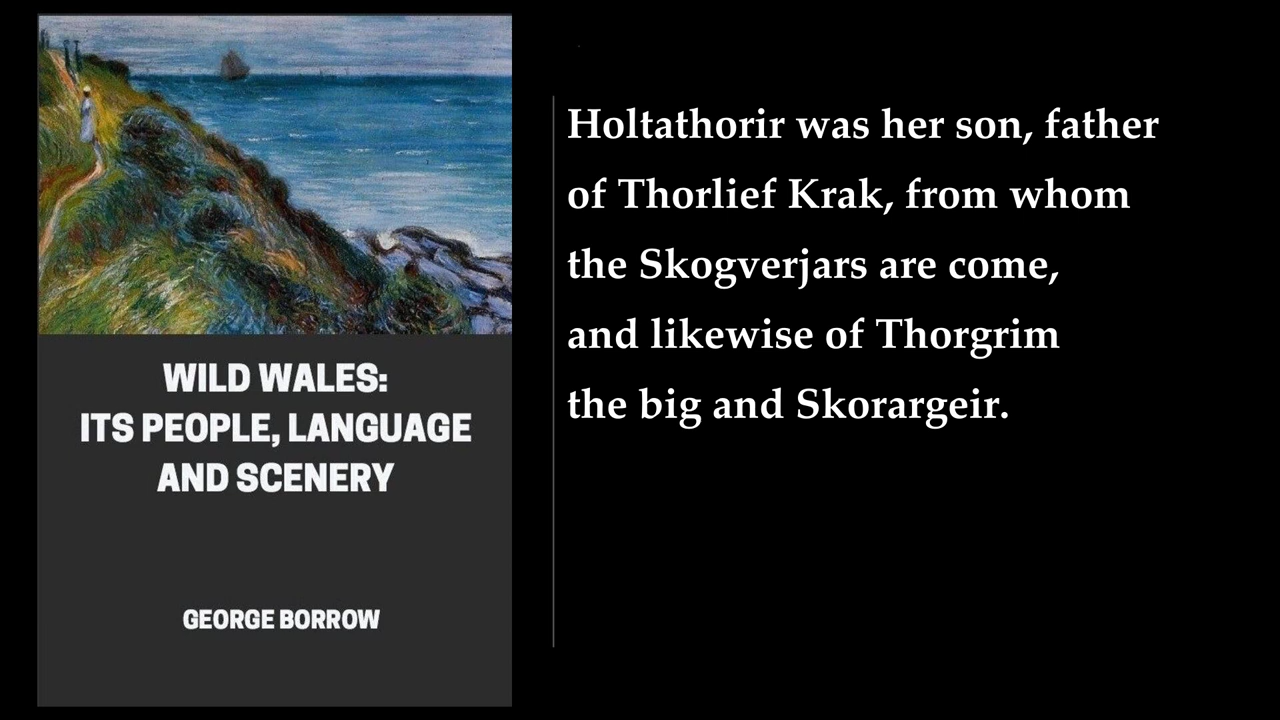 WILD WALES:
ITS PEOPLE, LANGUAGE
AND SCENERY
GEORGE BORROW
Holtathorir was her son, father
of Thorlief Krak, from whom
the Skogverjars are come,
and likewise of Thorgrim
the big and Skorargeir.